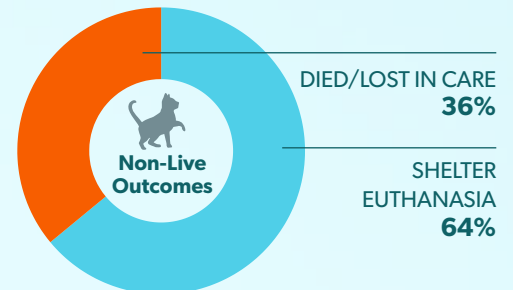 DIED/LOST IN CARE
36%
Non-Live
Outcomes
SHELTER
EUTHANASIA
64%